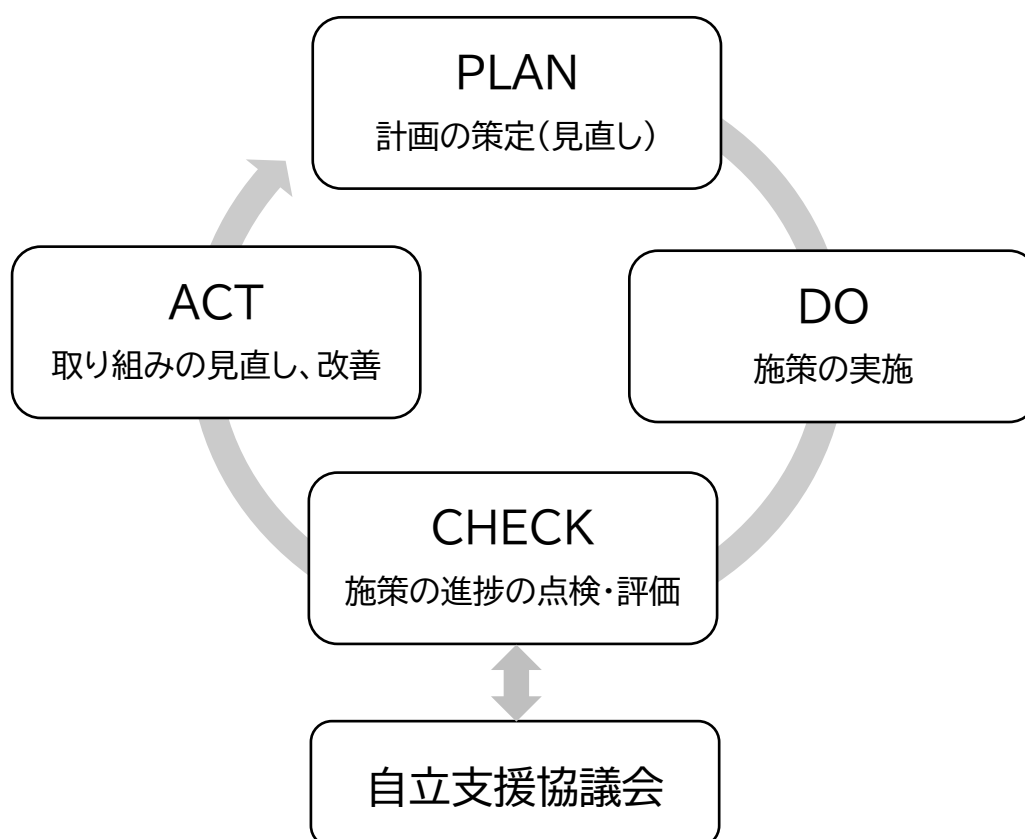 PLAN
計画の策定(見直し)
ACT
取り組みの見直し、改善
DO
施策の実施
CHECK
施策の進捗の点検・評価
自立支援協議会